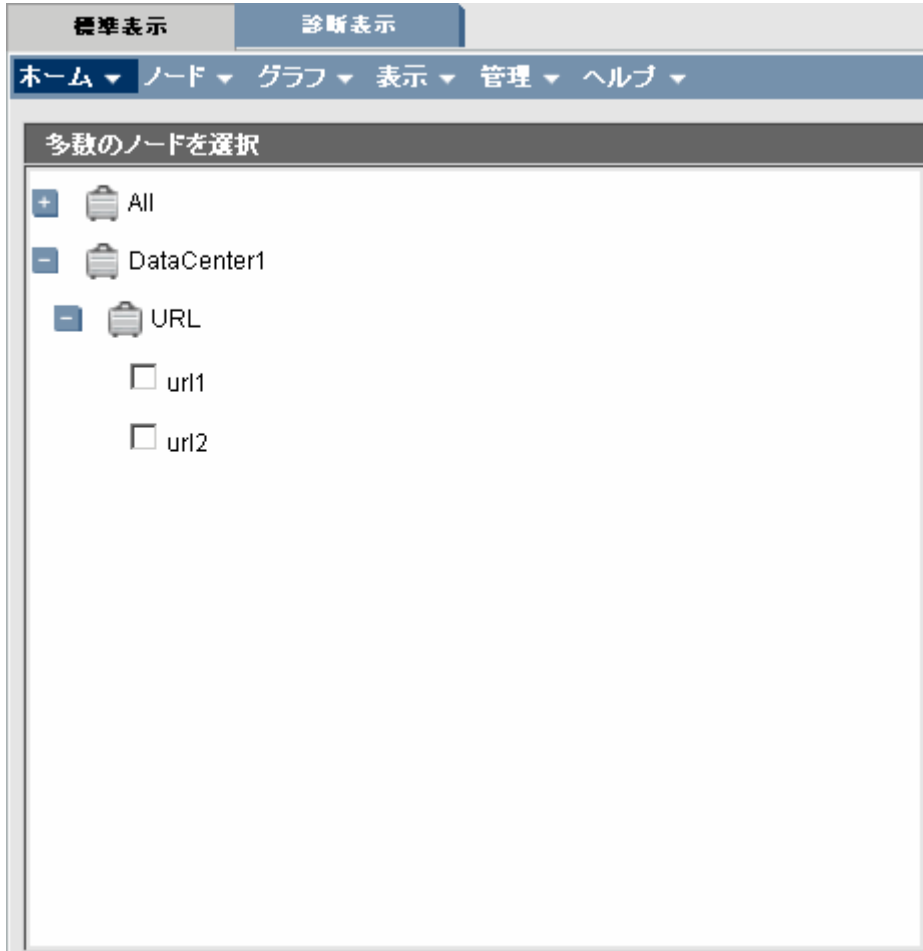 標準表示 診断表示
ホーム ノード グラフ 表示 管理 ヘルプ
多数のノードを選択
All
DataCenter1
URL
url1
url2